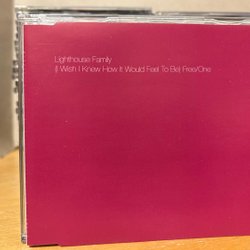 Lighthouse Family
(I Wish I Knew How It Would Feel To Be) Free/One